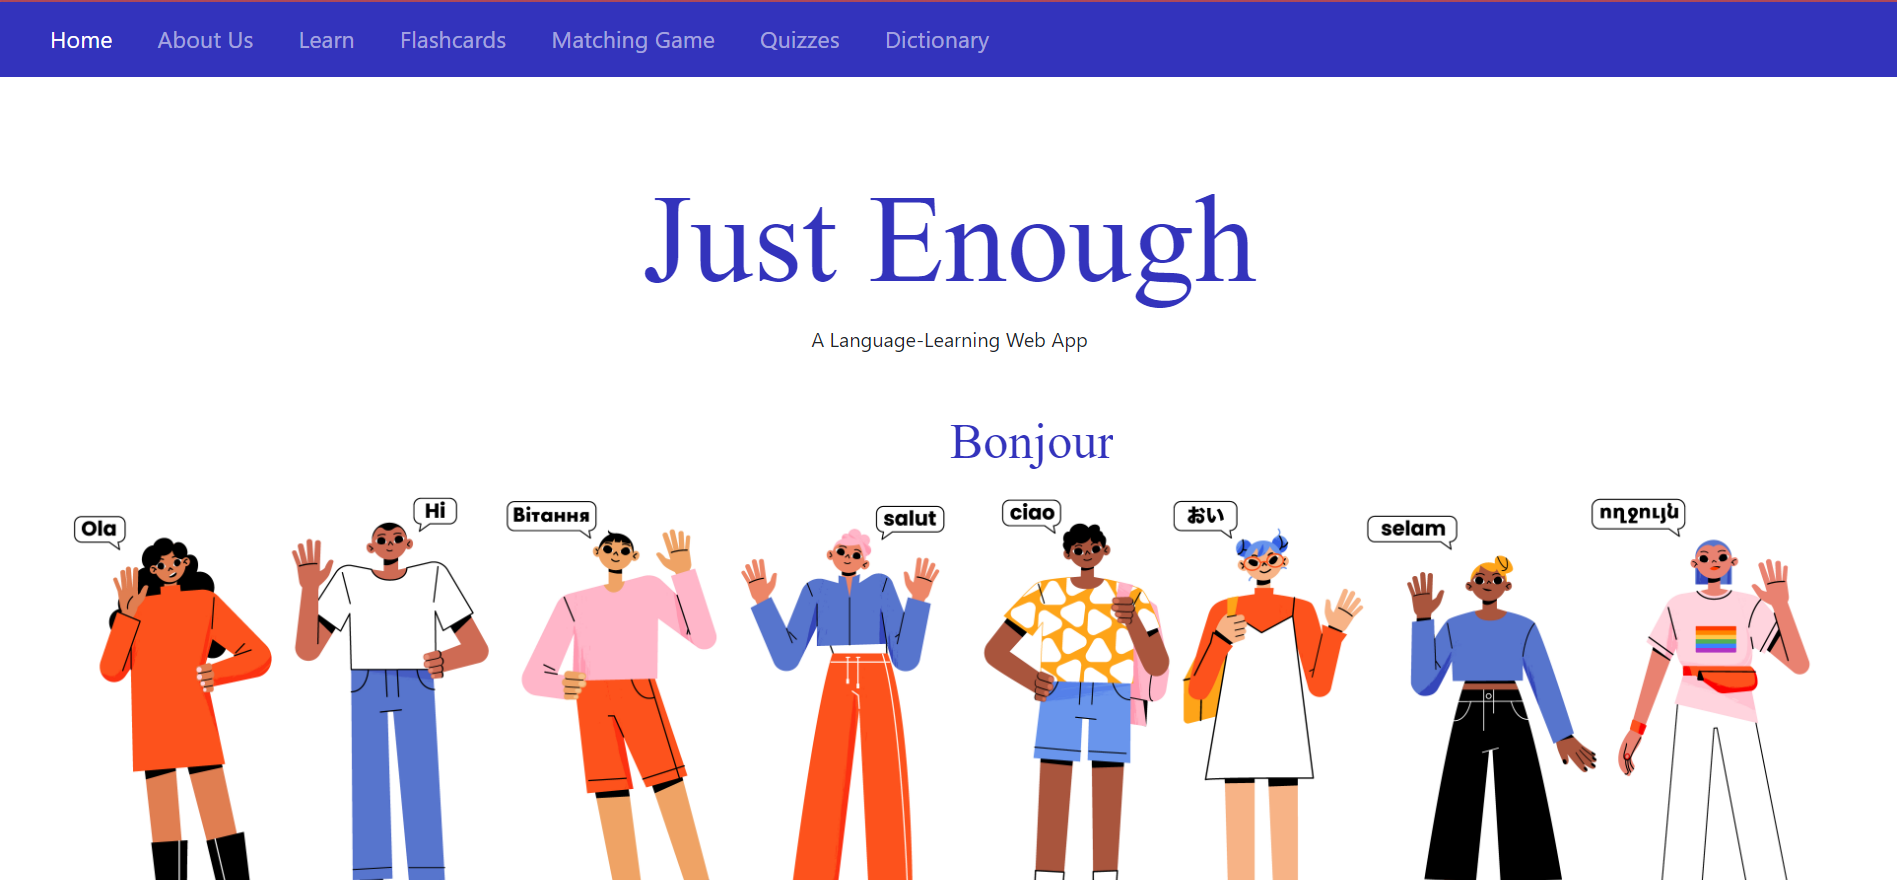 Home About Us Learn Flashcards Matching Game Quizzes Dictionary
Just Enough
A Language-Learning Web App
Bonjour
Ola
Hi
Вітання
salut
ciao
おい
selam
ողջույն